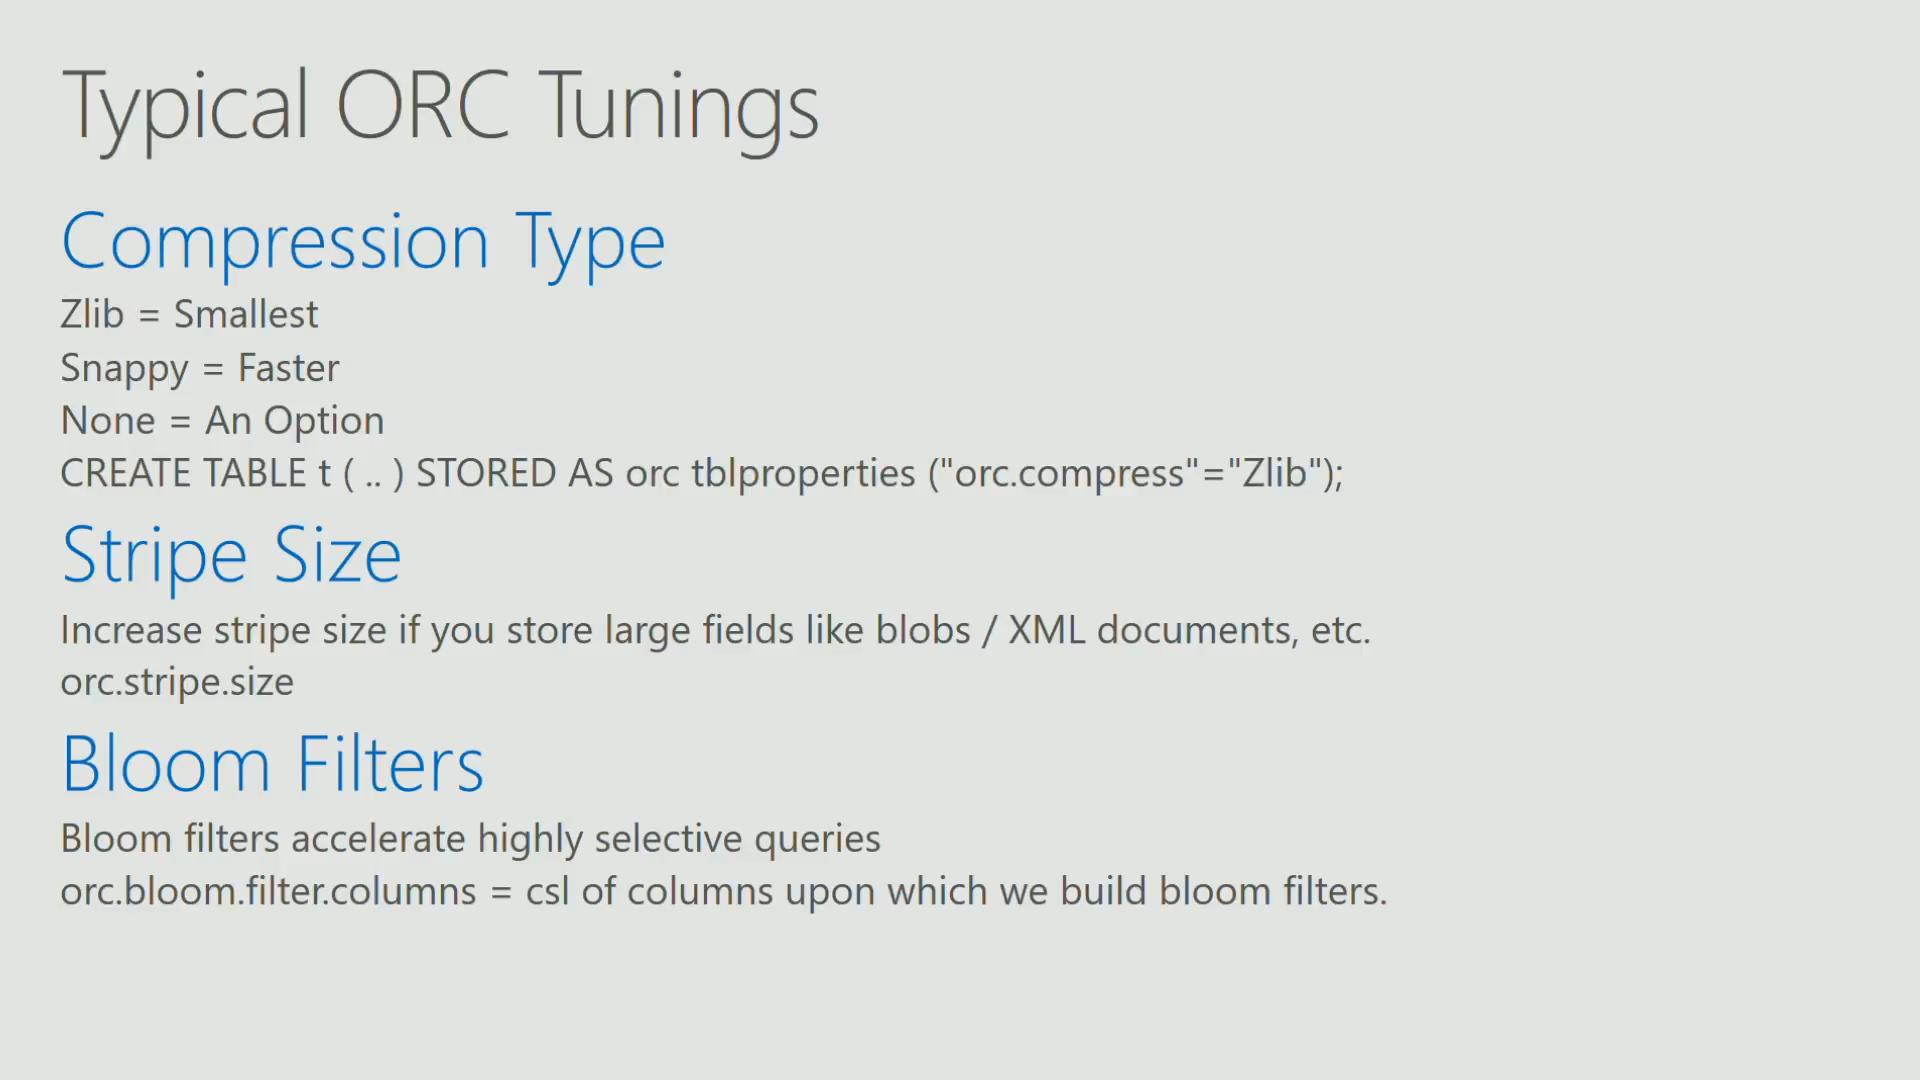 Typical ORC Tunings
Compression Type
Zlib = Smallest
Snappy = Faster
None = An Option
CREATE TABLE t ( .. ) STORED AS orc tblproperties ("orc.compress"="Zlib");
Stripe Size
Increase stripe size if you store large fields like blobs / XML documents, etc.
orc.stripe.size
Bloom Filters
Bloom filters accelerate highly selective queries
orc.bloom.filter.columns = csl of columns upon which we build bloom filters.